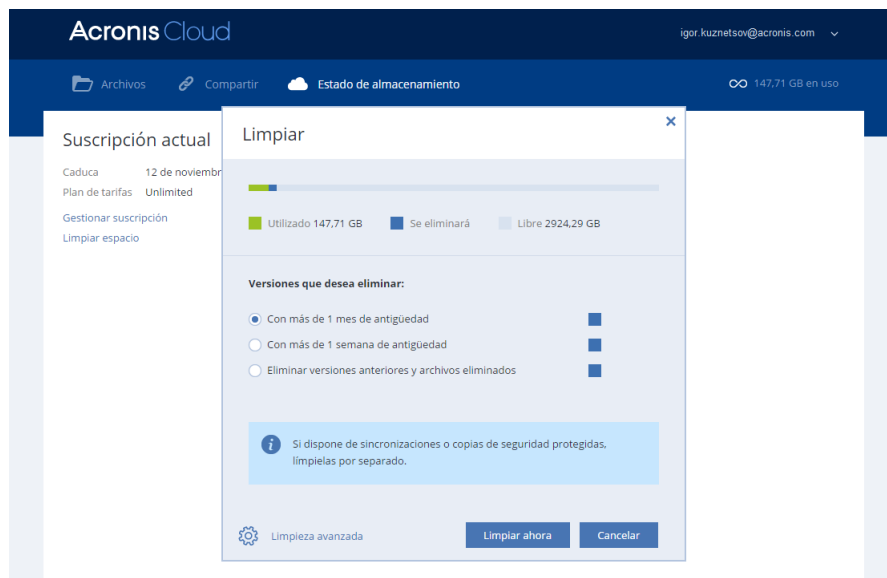 Acronis Cloud
igor.kuznetsov@acronis.com
Archivos
Compartir
Estado de almacenamiento
147,71 GB en uso
Suscripción actual
Caduca 12 de noviembr
Plan de tarifas Unlimited
Gestionar suscripción
Limpiar espacio
Limpiar
Utilizado 147,71 GB
Se eliminará
Libre 2924,29 GB
Versiones que desea eliminar:
Con más de 1 mes de antigüedad
Con más de 1 semana de antigüedad
Eliminar versiones anteriores y archivos eliminados
Si dispone de sincronizaciones o copias de seguridad protegidas,
límpielas por separado.
Limpieza avanzada
Limpiar ahora
Cancelar